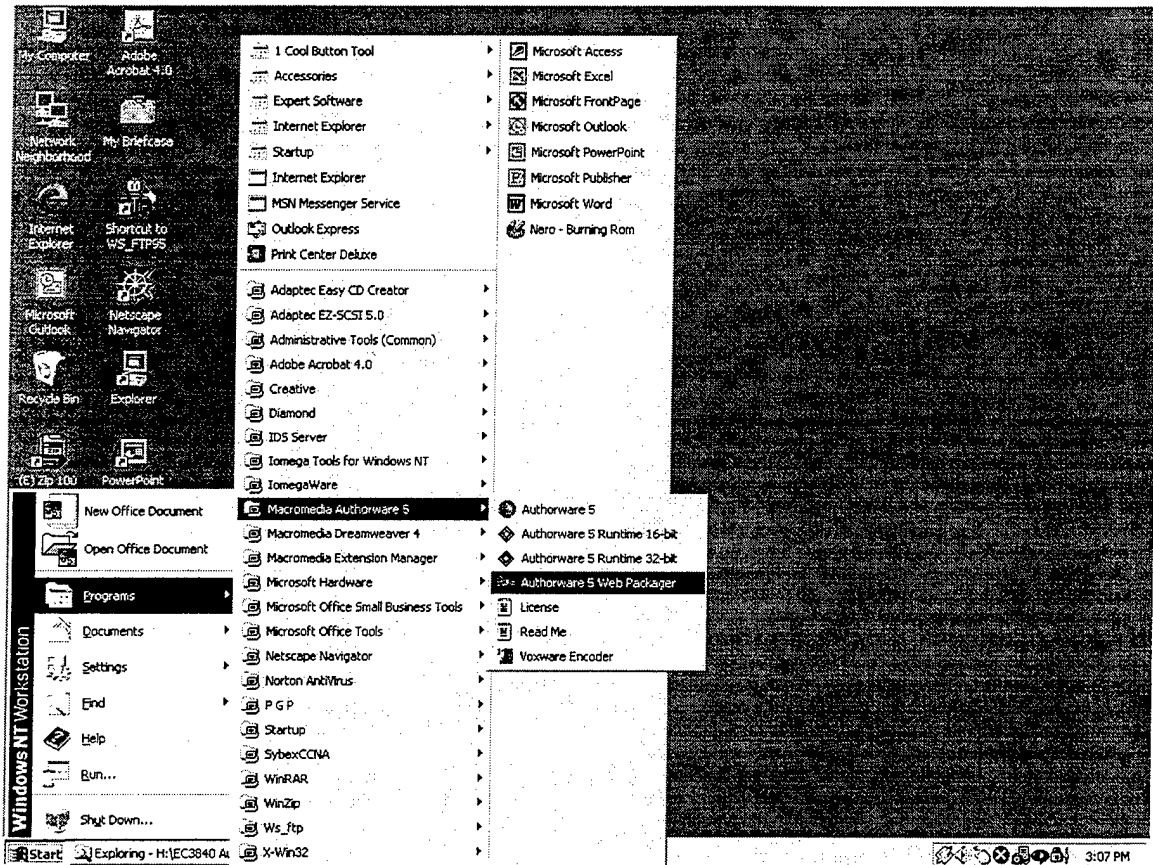 My Computer
Adobe Acrobat 4.0
Network Neighborhood
My Briefcase
Internet Explorer
Shortcut to WS_FTP95
Microsoft Outlook
Netscape Navigator
Recycle Bin
Explorer
(E) Zip 100
PowerPoint
1 Cool Button Tool
Accessories
Expert Software
Internet Explorer
Startup
Internet Explorer
MSN Messenger Service
Outlook Express
Print Center Deluxe
Adaptec Easy CD Creator
Adaptec EZ-SCSI 5.0
Administrative Tools (Common)
Adobe Acrobat 4.0
Creative
Diamond
IDS Server
Iomega Tools for Windows NT
IomegaWare
Macromedia Authorware 5
Macromedia Dreamweaver 4
Macromedia Extension Manager
Microsoft Hardware
Microsoft Office Small Business Tools
Microsoft Office Tools
Netscape Navigator
Norton AntiVirus
P G P
Startup
SybexCCNA
WinRAR
WinZip
Ws_ftp
X-Win32
Microsoft Access
Microsoft Excel
Microsoft FrontPage
Microsoft Outlook
Microsoft PowerPoint
Microsoft Publisher
Microsoft Word
Nero - Burning Rom
Authorware 5
Authorware 5 Runtime 16-bit
Authorware 5 Runtime 32-bit
Authorware 5 Web Packager
License
Read Me
Voxware Encoder
New Office Document
Open Office Document
Programs
Documents
Settings
Find
Help
Run...
Shut Down...
Windows NT Workstation
Start
Exploring - H:\EC3840 Au
3:07 PM